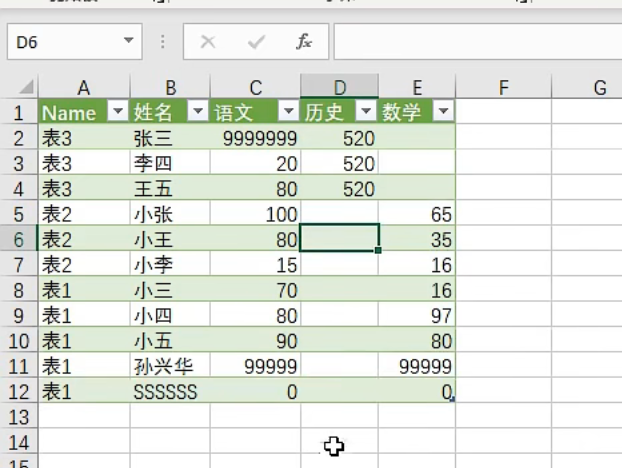 D6 fx
A B C D E F G
1 Name 姓名 语文 历史 数学
2 表3 张三 9999999 520
3 表3 李四 20 520
4 表3 王五 80 520
5 表2 小张 100 65
6 表2 小王 80 35
7 表2 小李 15 16
8 表1 小三 70 16
9 表1 小四 80 97
10 表1 小五 90 80
11 表1 孙兴华 99999 99999
12 表1 SSSSSS 0 0
13
14
15